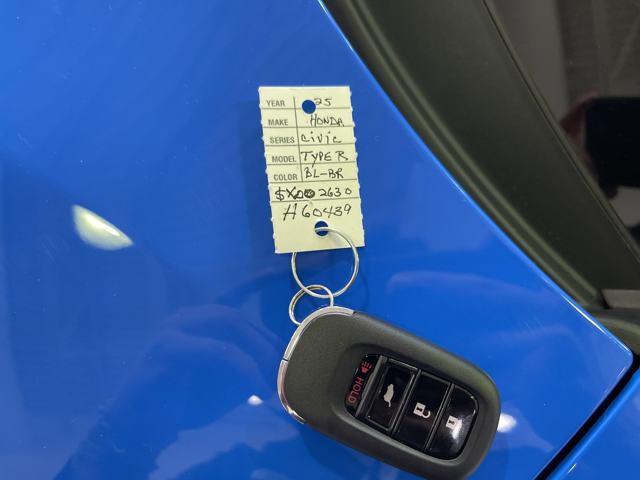 YEAR 25
MAKE HONDA
SERIES CIVIC
MODEL TYPE R
COLOR BL-BR
2630
H60439
HOLD